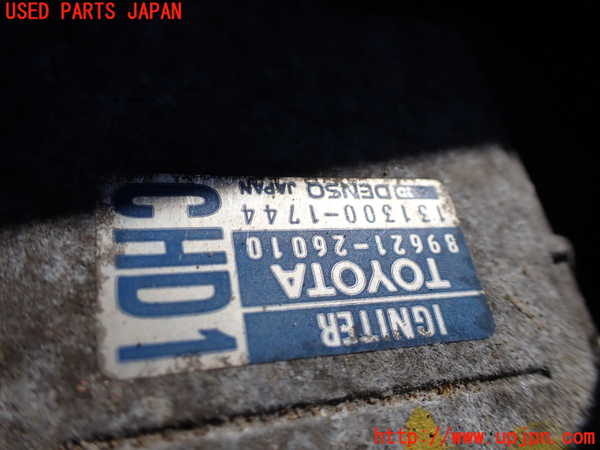 USED PARTS JAPAN
IGNITER
TOYOTA
89621-26010
131300-1744
DENSO JAPAN
CHD1
http://www.upjpn.com